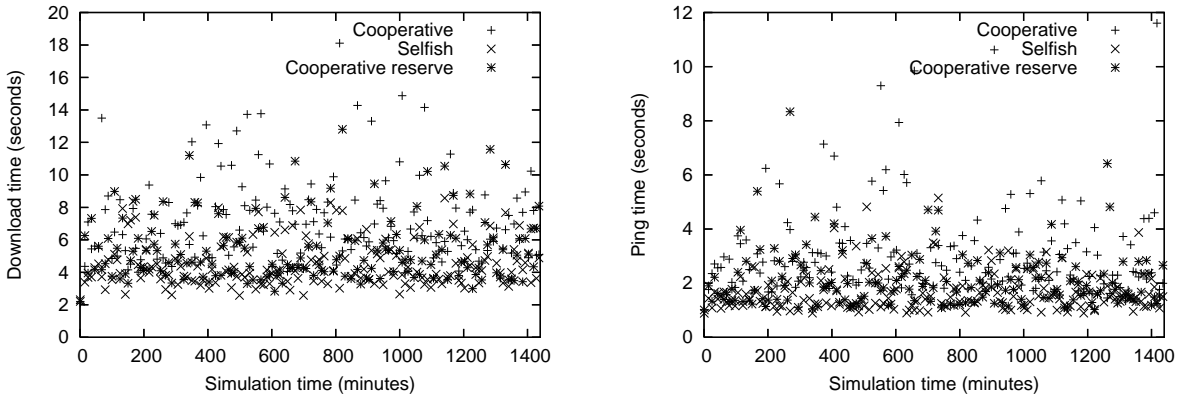 20
18
16
14
12
10
8
6
4
2
0
Download time (seconds)
Cooperative
Selfish
Cooperative reserve
0 200 400 600 800 1000 1200 1400
Simulation time (minutes)
12
10
8
6
4
2
0
Ping time (seconds)
Cooperative
Selfish
Cooperative reserve
0 200 400 600 800 1000 1200 1400
Simulation time (minutes)